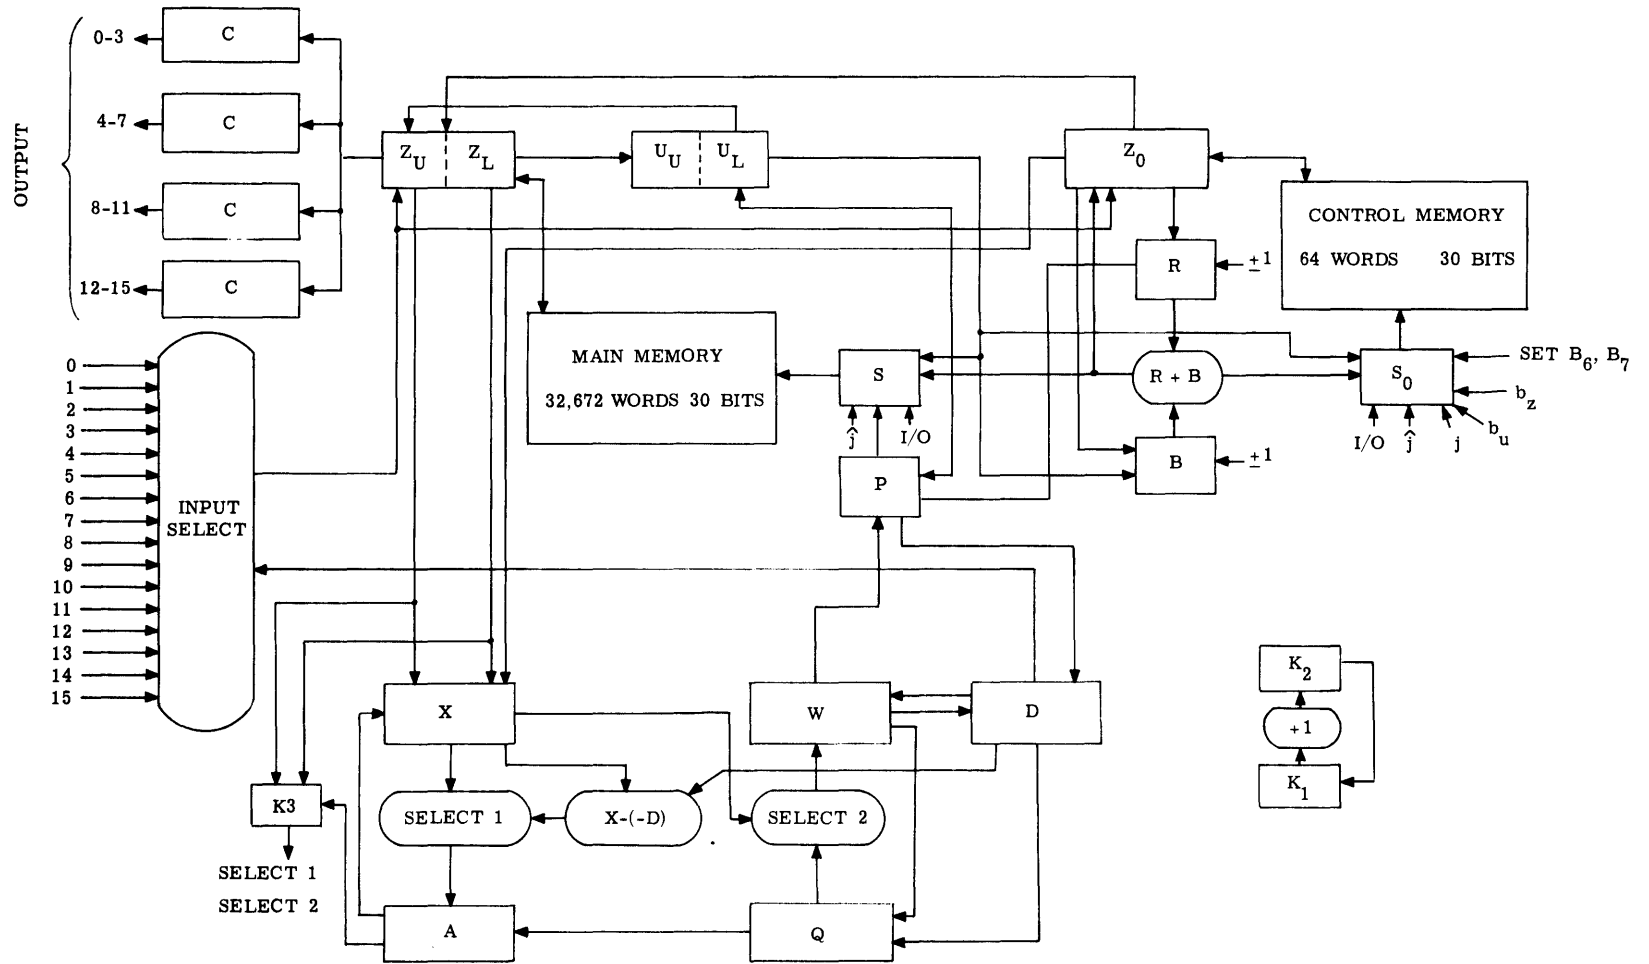 OUTPUT
0-3
C
4-7
C
8-11
C
12-15
C
Z_U
Z_L
U_U
U_L
Z_0
CONTROL MEMORY
64 WORDS 30 BITS
R
±1
MAIN MEMORY
32,672 WORDS 30 BITS
S
R + B
S_0
SET B_6, B_7
b_z
b_u
ĵ
I/O
I/O
ĵ
j
P
B
±1
0
1
2
3
4
5
6
7
8
9
10
11
12
13
14
15
INPUT
SELECT
X
W
D
K_2
+1
K_1
K3
SELECT 1
X-(-D)
SELECT 2
SELECT 1
SELECT 2
A
Q